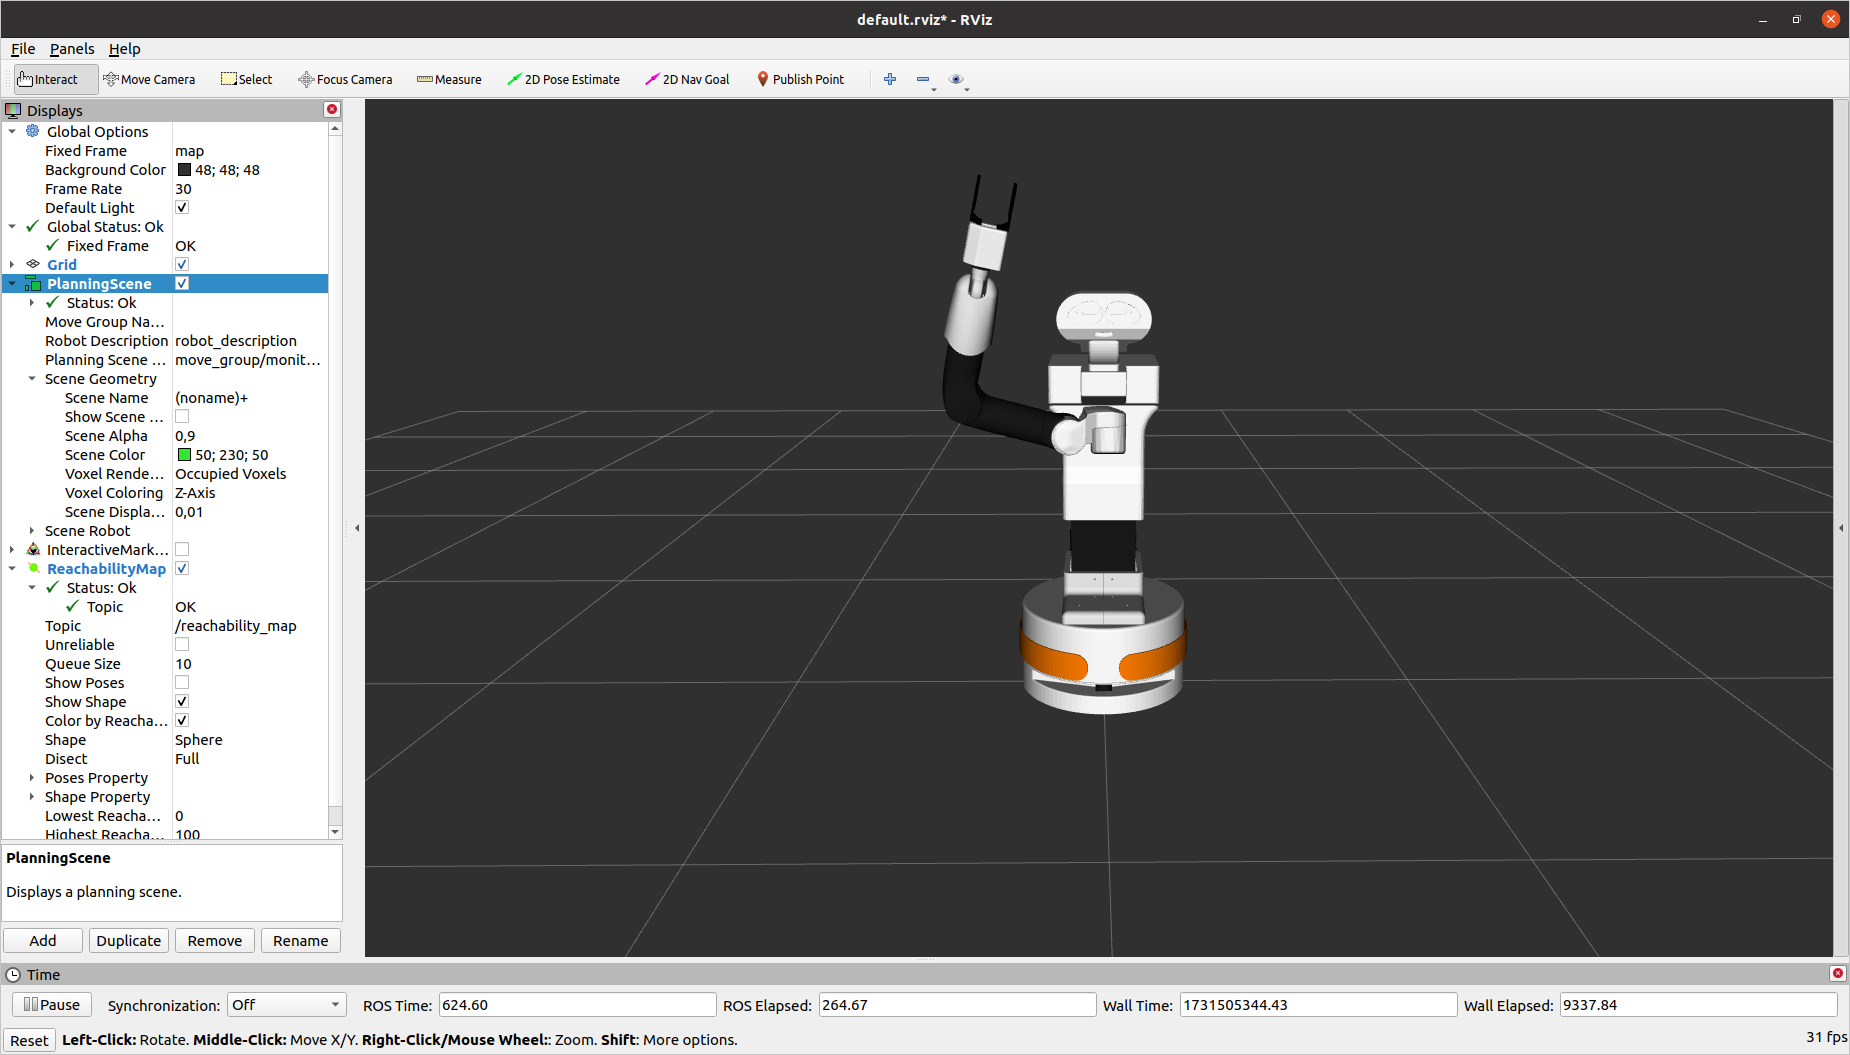 default.rviz* - RViz
File Panels Help
Interact Move Camera Select Focus Camera Measure 2D Pose Estimate 2D Nav Goal Publish Point
Displays
Global Options
Fixed Frame map
Background Color 48; 48; 48
Frame Rate 30
Default Light
Global Status: Ok
Fixed Frame OK
Grid
PlanningScene
Status: Ok
Move Group Na...
Robot Description robot_description
Planning Scene ... move_group/monit...
Scene Geometry
Scene Name (noname)+
Show Scene ...
Scene Alpha 0,9
Scene Color 50; 230; 50
Voxel Rende... Occupied Voxels
Voxel Coloring Z-Axis
Scene Displa... 0,01
Scene Robot
InteractiveMark...
ReachabilityMap
Status: Ok
Topic OK
Topic /reachability_map
Unreliable
Queue Size 10
Show Poses
Show Shape
Color by Reacha...
Shape Sphere
Disect Full
Poses Property
Shape Property
Lowest Reacha... 0
Highest Reacha... 100
PlanningScene
Displays a planning scene.
Add Duplicate Remove Rename
Time
Pause Synchronization: Off ROS Time: 624.60 ROS Elapsed: 264.67 Wall Time: 1731505344.43 Wall Elapsed: 9337.84
Reset Left-Click: Rotate. Middle-Click: Move X/Y. Right-Click/Mouse Wheel:: Zoom. Shift: More options. 31 fps